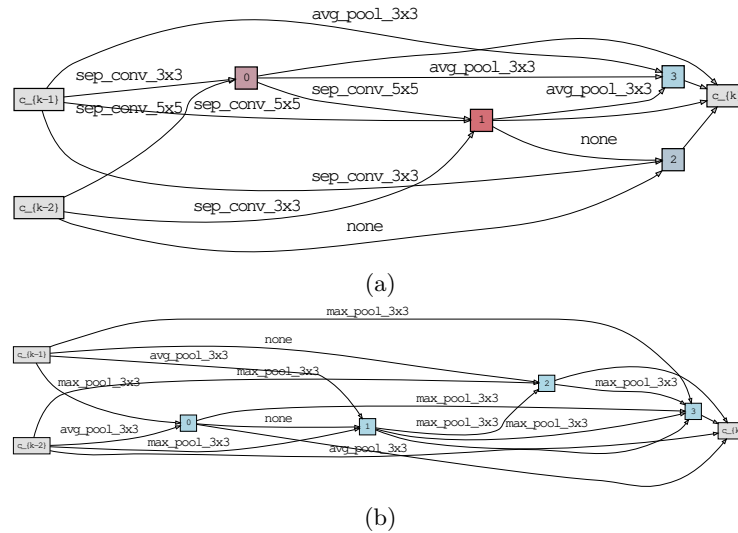 avg_pool_3x3
sep_conv_3x3
0
avg_pool_3x3
3
c_{k-1}
sep_conv_5x5
sep_conv_5x5
sep_conv_5x5
avg_pool_3x3
c_{k
1
none
2
sep_conv_3x3
c_{k-2}
sep_conv_3x3
none
(a)
max_pool_3x3
none
c_{k-1}
avg_pool_3x3
max_pool_3x3
max_pool_3x3
2
max_pool_3x3
max_pool_3x3
3
avg_pool_3x3
0
none
1
max_pool_3x3
max_pool_3x3
c_{k
c_{k-2}
max_pool_3x3
avg_pool_3x3
(b)